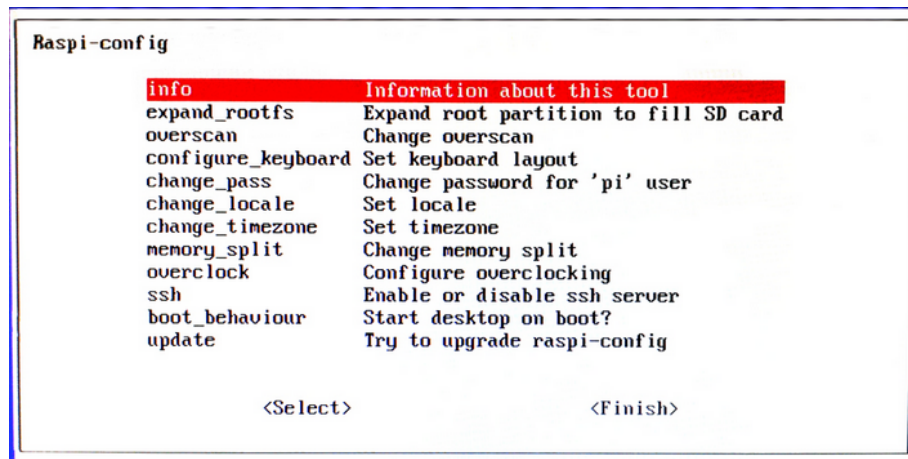 Raspi-config
info Information about this tool
expand_rootfs Expand root partition to fill SD card
overscan Change overscan
configure_keyboard Set keyboard layout
change_pass Change password for 'pi' user
change_locale Set locale
change_timezone Set timezone
memory_split Change memory split
overclock Configure overclocking
ssh Enable or disable ssh server
boot_behaviour Start desktop on boot?
update Try to upgrade raspi-config
<Select> <Finish>